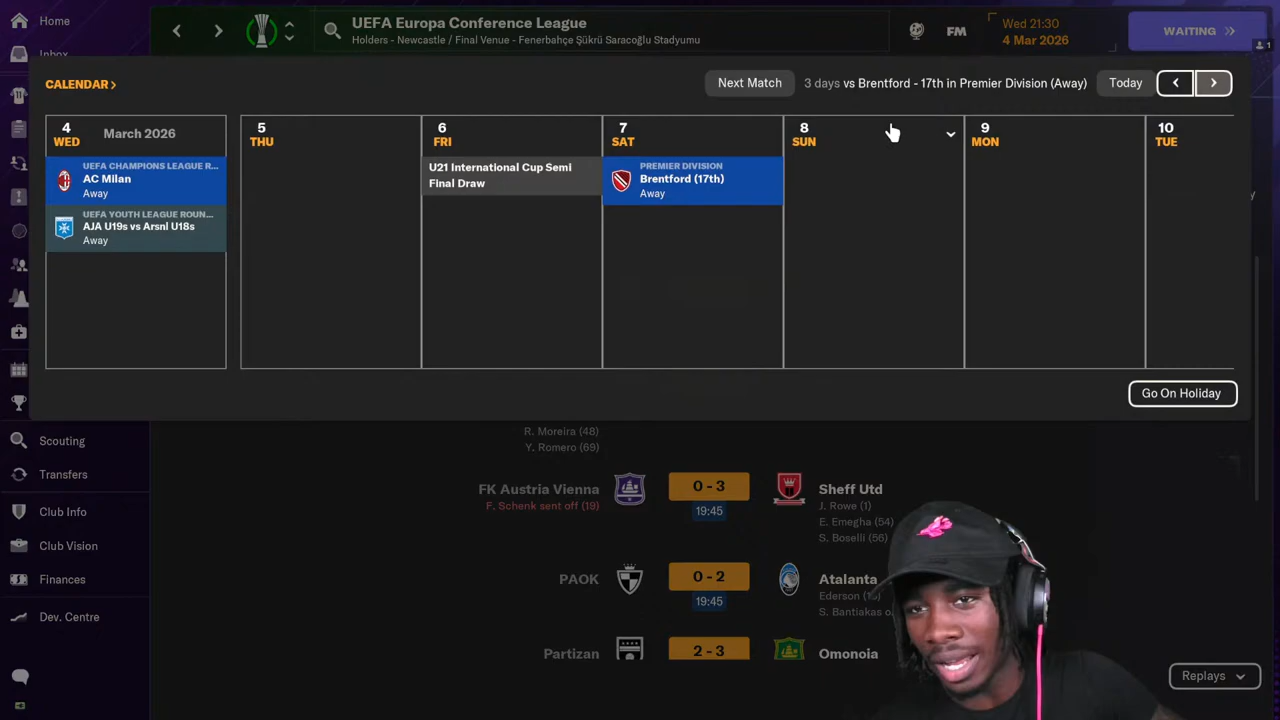 Home
UEFA Europa Conference League
Holders - Newcastle / Final Venue - Fenerbahçe Şükrü Saracoğlu Stadyumu
FM
Wed 21:30
4 Mar 2026
WAITING
1
Inbox
CALENDAR
Next Match
3 days vs Brentford - 17th in Premier Division (Away)
Today
4
WED
March 2026
5
THU
6
FRI
7
SAT
8
SUN
9
MON
10
TUE
UEFA CHAMPIONS LEAGUE R...
AC Milan
Away
UEFA YOUTH LEAGUE ROUN...
AJA U19s vs Arsnl U18s
Away
U21 International Cup Semi
Final Draw
PREMIER DIVISION
Brentford (17th)
Away
Go On Holiday
Scouting
Transfers
Club Info
Club Vision
Finances
Dev. Centre
R. Moreira (48)
Y. Romero (69)
FK Austria Vienna
F. Schenk sent off (19)
0 - 3
19:45
Sheff Utd
J. Rowe (1)
E. Emegha (54)
S. Boselli (56)
PAOK
0 - 2
19:45
Atalanta
Ederson
S. Bantiakas
Partizan
2 - 3
Omonoia
Replays